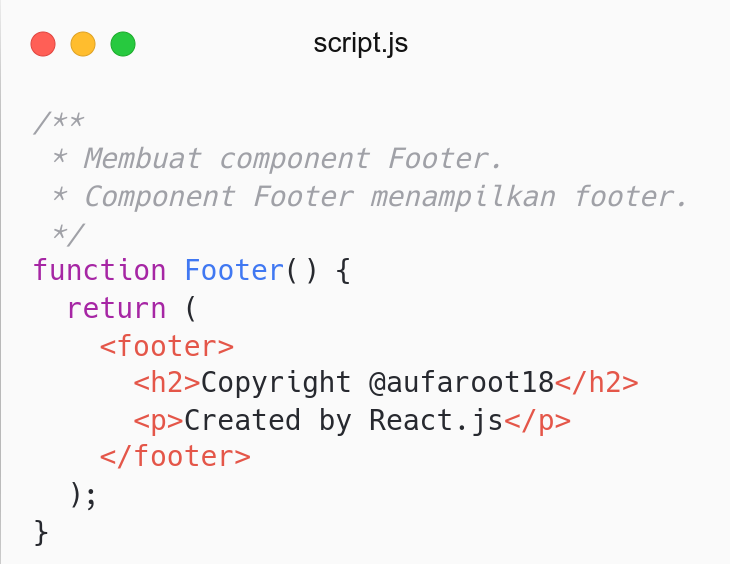 script.js
/**
 * Membuat component Footer.
 * Component Footer menampilkan footer.
 */
function Footer() {
  return (
    <footer>
      <h2>Copyright @aufaroot18</h2>
      <p>Created by React.js</p>
    </footer>
  );
}